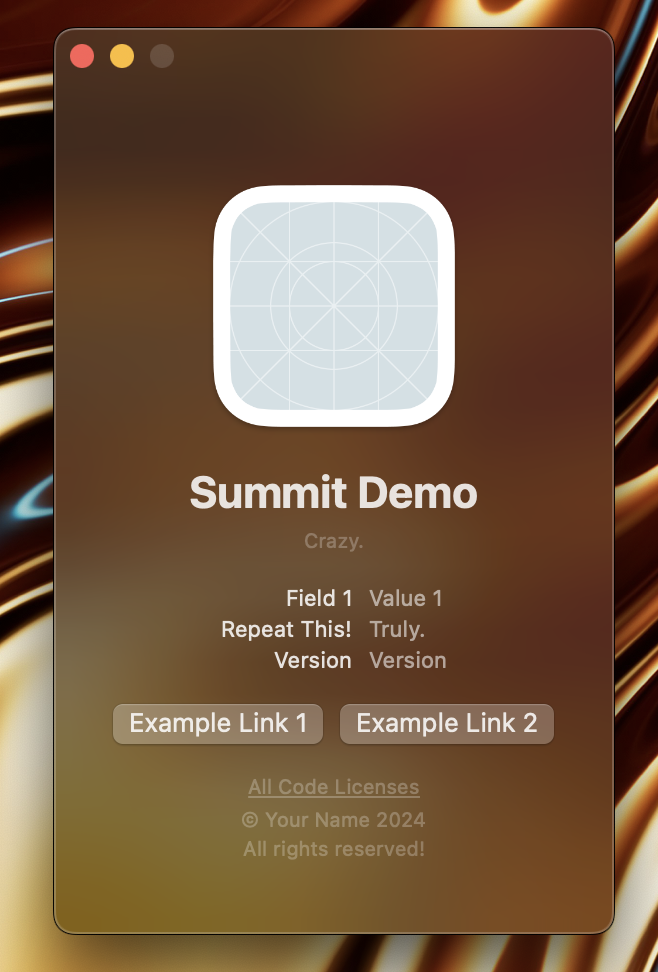 Summit Demo
Crazy.
Field 1 Value 1
Repeat This! Truly.
Version Version
Example Link 1 Example Link 2
All Code Licenses
© Your Name 2024
All rights reserved!